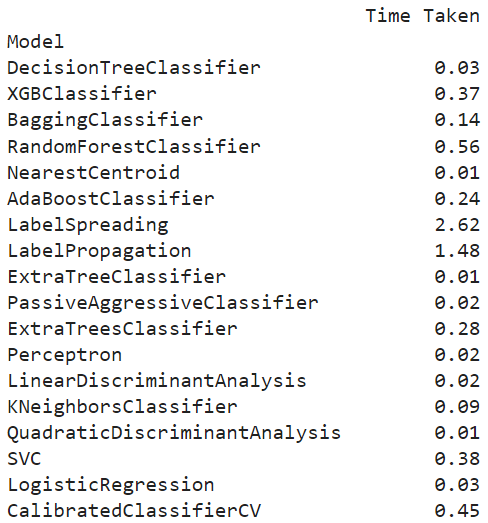 Time Taken
Model
DecisionTreeClassifier 0.03
XGBClassifier 0.37
BaggingClassifier 0.14
RandomForestClassifier 0.56
NearestCentroid 0.01
AdaBoostClassifier 0.24
LabelSpreading 2.62
LabelPropagation 1.48
ExtraTreeClassifier 0.01
PassiveAggressiveClassifier 0.02
ExtraTreesClassifier 0.28
Perceptron 0.02
LinearDiscriminantAnalysis 0.02
KNeighborsClassifier 0.09
QuadraticDiscriminantAnalysis 0.01
SVC 0.38
LogisticRegression 0.03
CalibratedClassifierCV 0.45